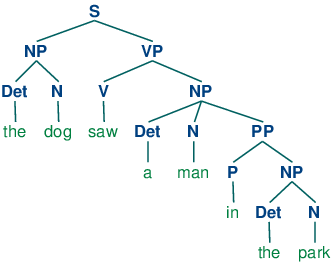 S
NP VP
Det N V NP
the dog saw Det N PP
a man P NP
in Det N
the park